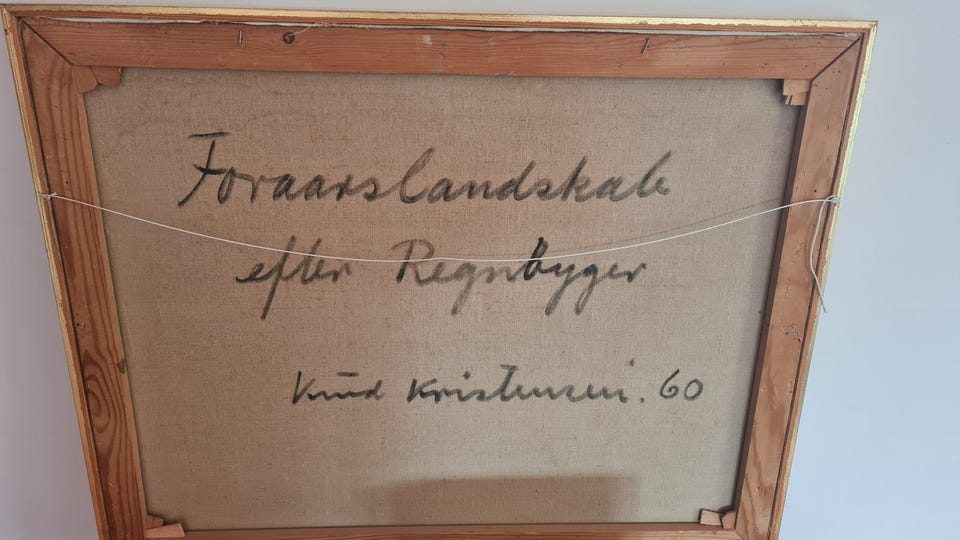 Foraarslandskab
efter Regnbyger
Knud Kristensen. 60